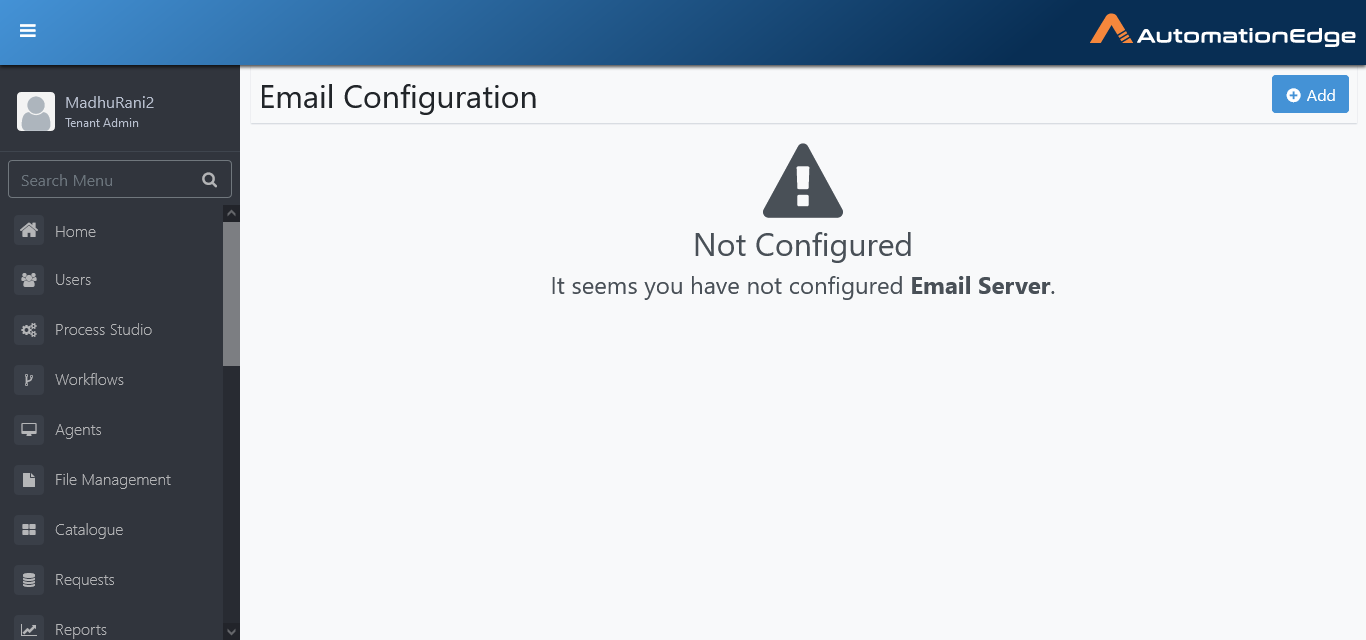 AutomationEdge
MadhuRani2
Tenant Admin
Search Menu
Home
Users
Process Studio
Workflows
Agents
File Management
Catalogue
Requests
Reports
Email Configuration
Add
Not Configured
It seems you have not configured Email Server.